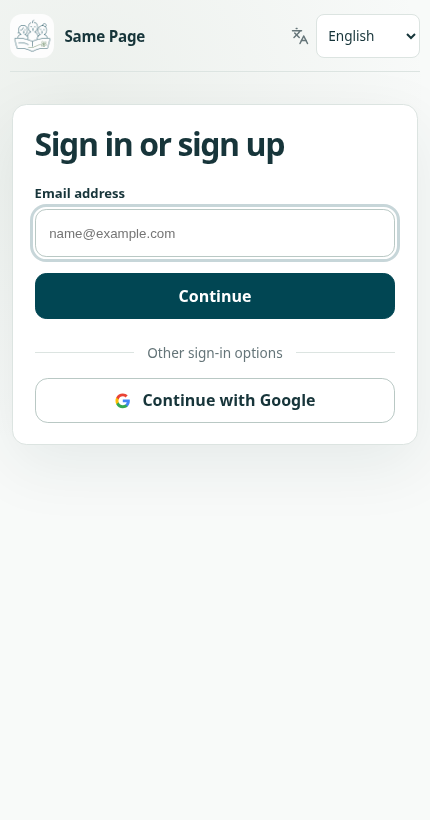 Same Page
English
Sign in or sign up
Email address
name@example.com
Continue
Other sign-in options
Continue with Google